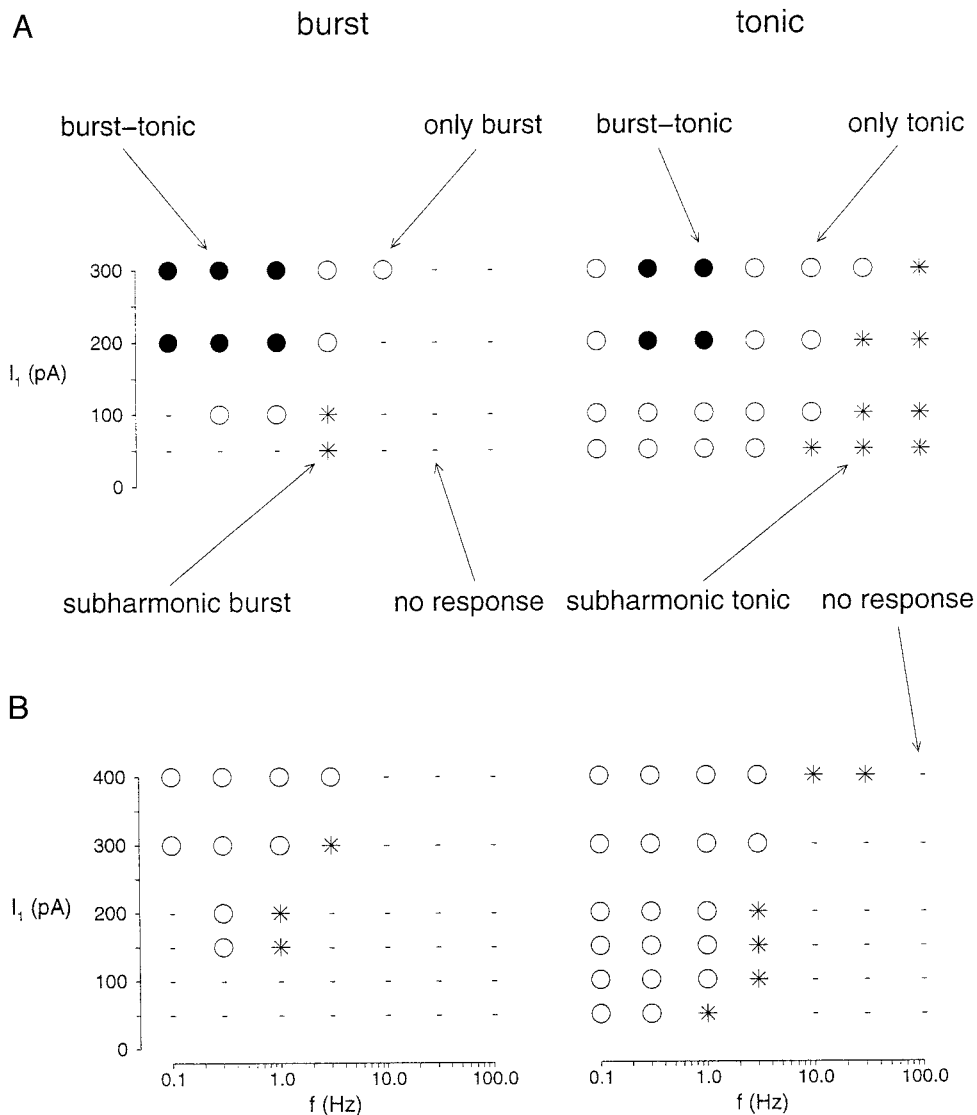 A
burst
tonic
burst–tonic
only burst
burst–tonic
only tonic
300
200
I₁ (pA)
100
0
subharmonic burst
no response
subharmonic tonic
no response
B
400
300
I₁ (pA)
200
100
0
0.1
1.0
10.0
100.0
0.1
1.0
10.0
100.0
f (Hz)
f (Hz)